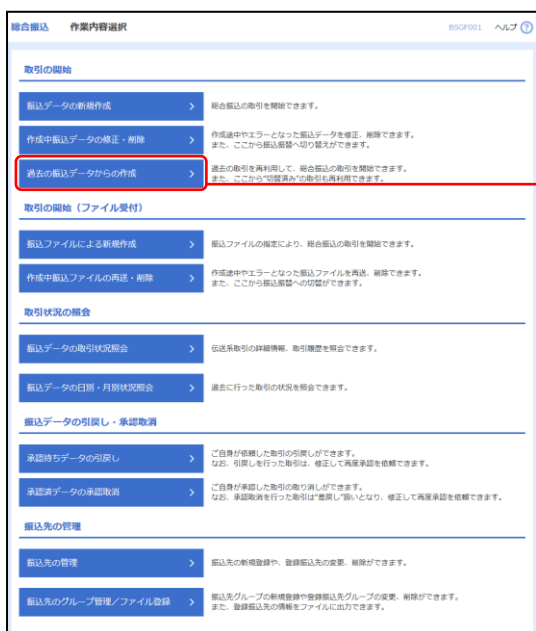 総合振込 作業内容選択 BSGF001 ヘルプ ?
取引の開始
振込データの新規作成 > 総合振込の取引を開始できます。
作成中振込データの修正・削除 > 作成途中やエラーとなった振込データを修正、削除できます。
また、ここから振込振替へ切替えができます。
過去の振込データからの作成 > 過去の取引を再利用して、総合振込の取引を開始できます。
また、ここから“切替済み”の取引も再利用できます。
取引の開始（ファイル受付）
振込ファイルによる新規作成 > 振込ファイルの指定により、総合振込の取引を開始できます。
作成中振込ファイルの再送・削除 > 作成途中やエラーとなった振込ファイルを再送、削除できます。
また、ここから振込振替への切替ができます。
取引状況の照会
振込データの取引状況照会 > 伝送系取引の詳細情報、取引履歴を照会できます。
振込データの日別・月別状況照会 > 過去に行った取引の状況を照会できます。
振込データの引戻し・承認取消
承認待ちデータの引戻し > ご自身が依頼した取引の引戻しができます。
なお、引戻しを行った取引は、修正して再度承認を依頼できます。
承認済データの承認取消 > ご自身が承認した取引の取り消しができます。
なお、承認取消を行った取引は“差戻し”扱いとなり、修正して再度承認を依頼できます。
振込先の管理
振込先の管理 > 振込先の新規登録や、登録振込先の変更、削除ができます。
振込先のグループ管理／ファイル登録 > 振込先グループの新規登録や登録振込先グループの変更、削除ができます。
また、登録振込先の情報をファイルに出力できます。